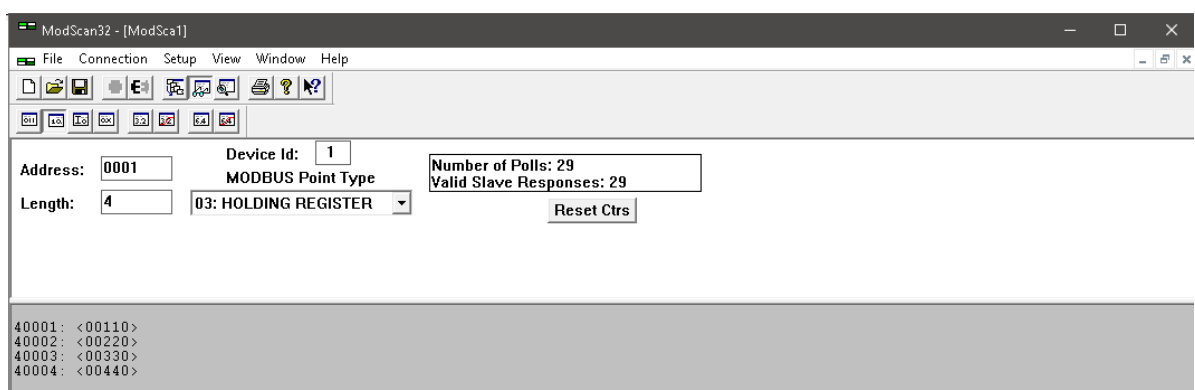 ModScan32 - [ModSca1]
File Connection Setup View Window Help
Address: 0001
Device Id: 1
MODBUS Point Type
Length: 4
03: HOLDING REGISTER
Number of Polls: 29
Valid Slave Responses: 29
Reset Ctrs
40001: <00110>
40002: <00220>
40003: <00330>
40004: <00440>